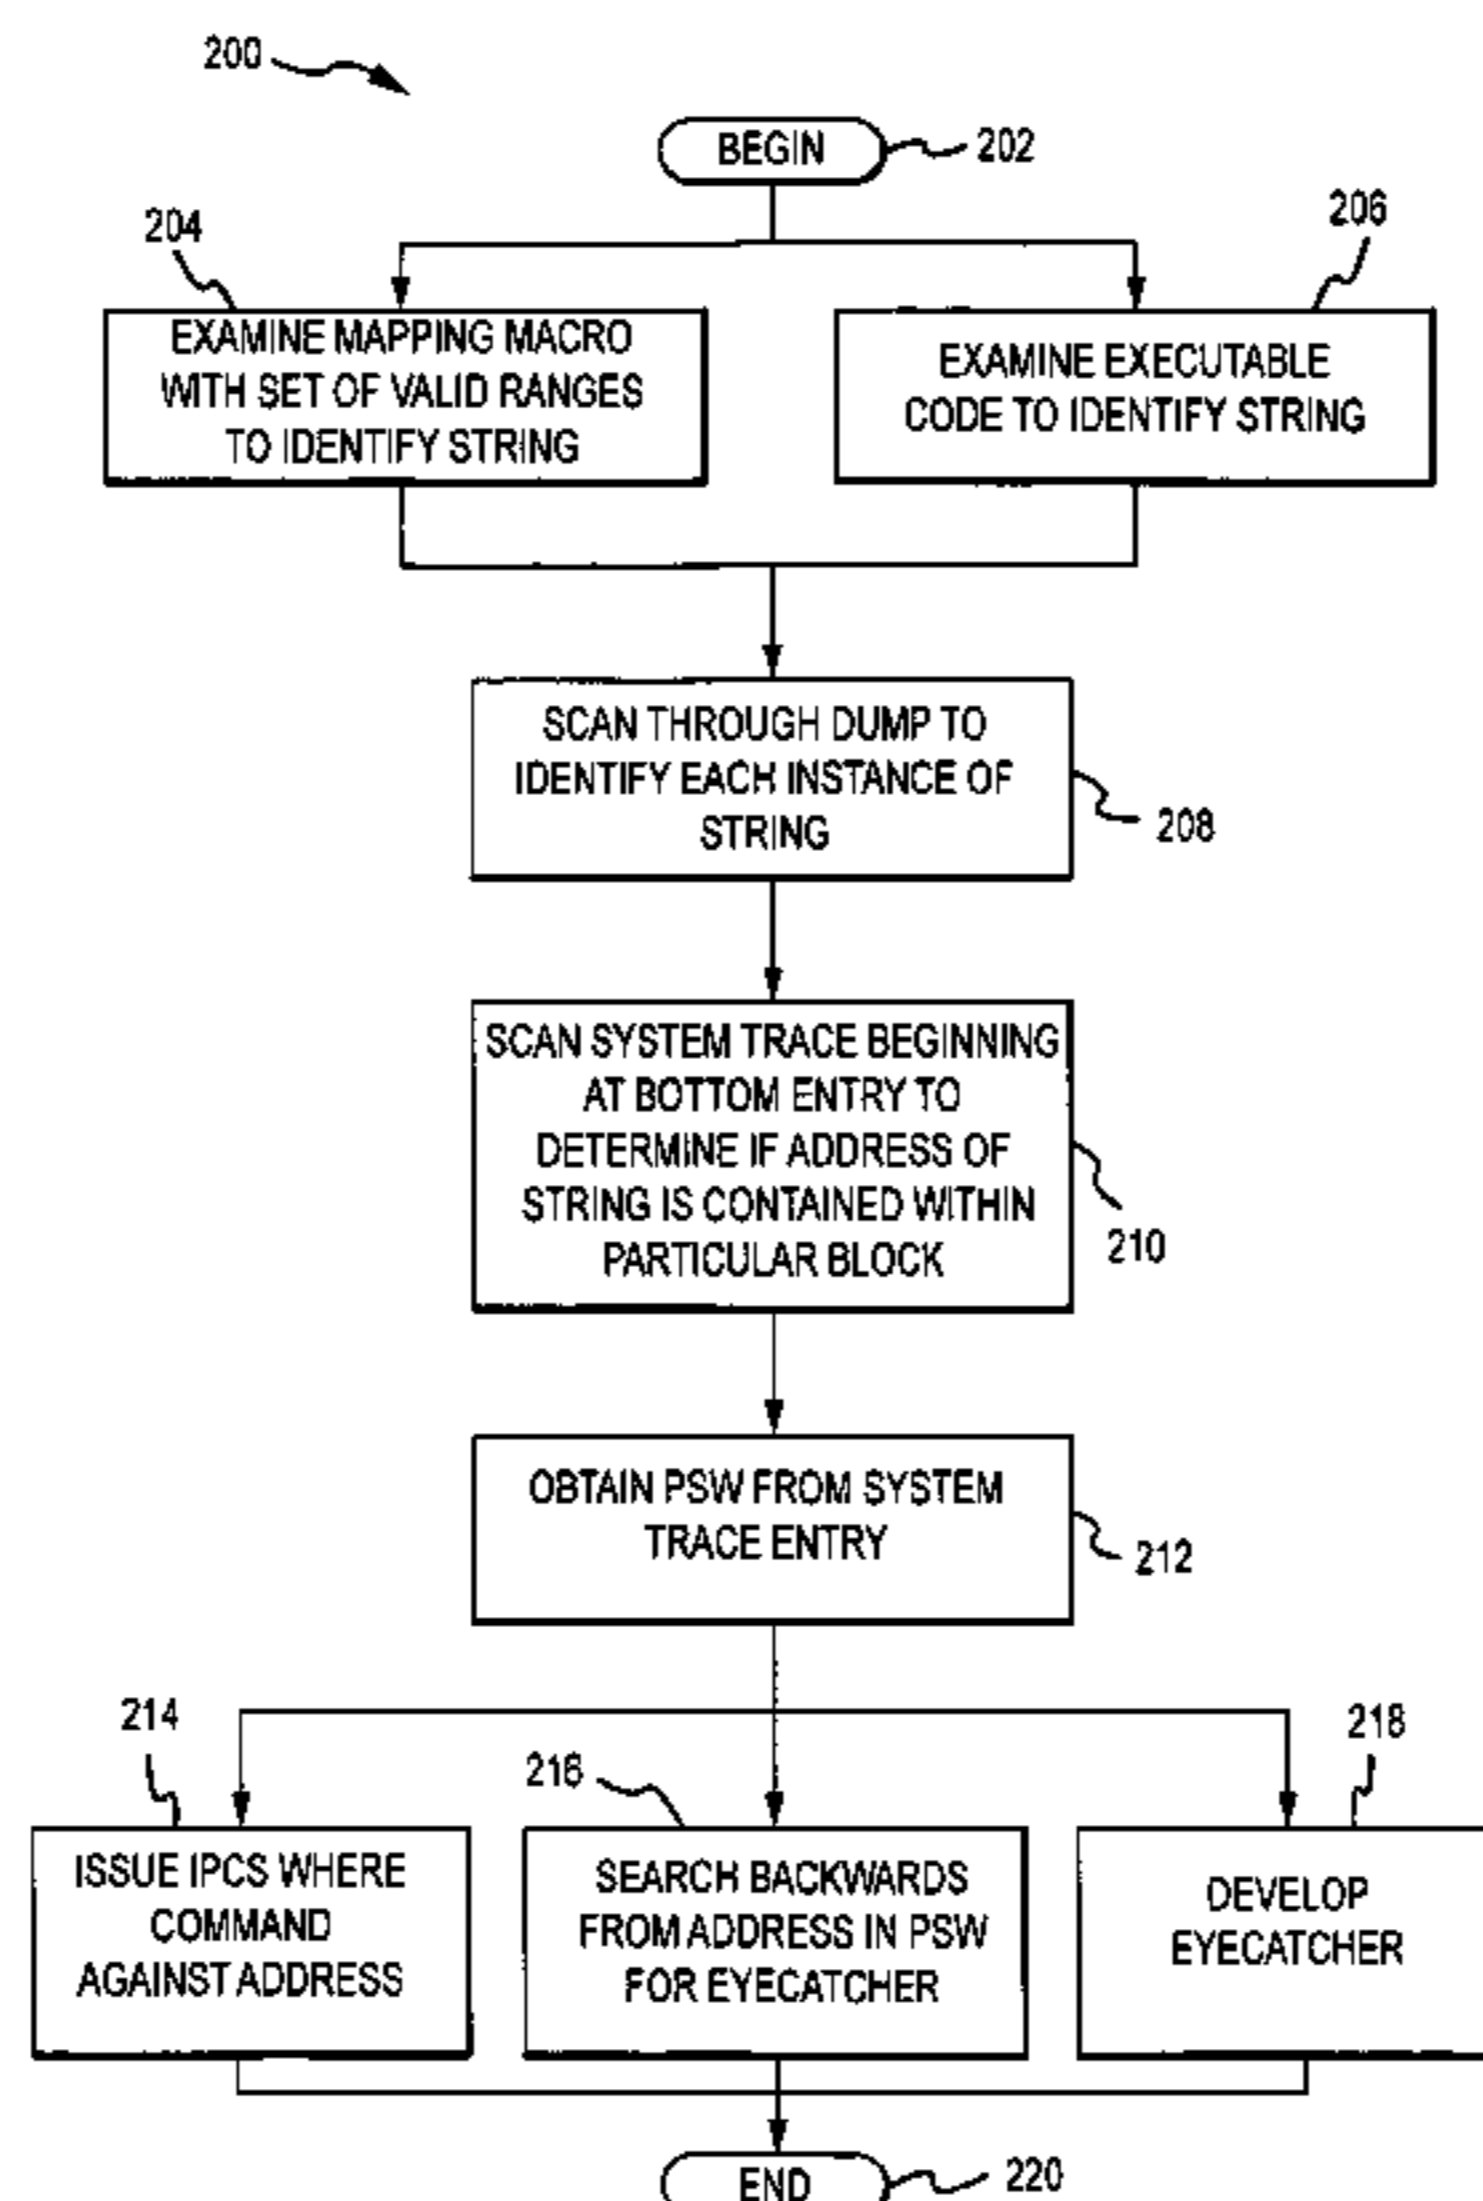 200
BEGIN
202
204
206
EXAMINE MAPPING MACRO
WITH SET OF VALID RANGES
TO IDENTIFY STRING
EXAMINE EXECUTABLE
CODE TO IDENTIFY STRING
SCAN THROUGH DUMP TO
IDENTIFY EACH INSTANCE OF
STRING
208
SCAN SYSTEM TRACE BEGINNING
AT BOTTOM ENTRY TO
DETERMINE IF ADDRESS OF
STRING IS CONTAINED WITHIN
PARTICULAR BLOCK
210
OBTAIN PSW FROM SYSTEM
TRACE ENTRY
212
214
216
218
ISSUE IPCS WHERE
COMMAND
AGAINST ADDRESS
SEARCH BACKWARDS
FROM ADDRESS IN PSW
FOR EYECATCHER
DEVELOP
EYECATCHER
END
220